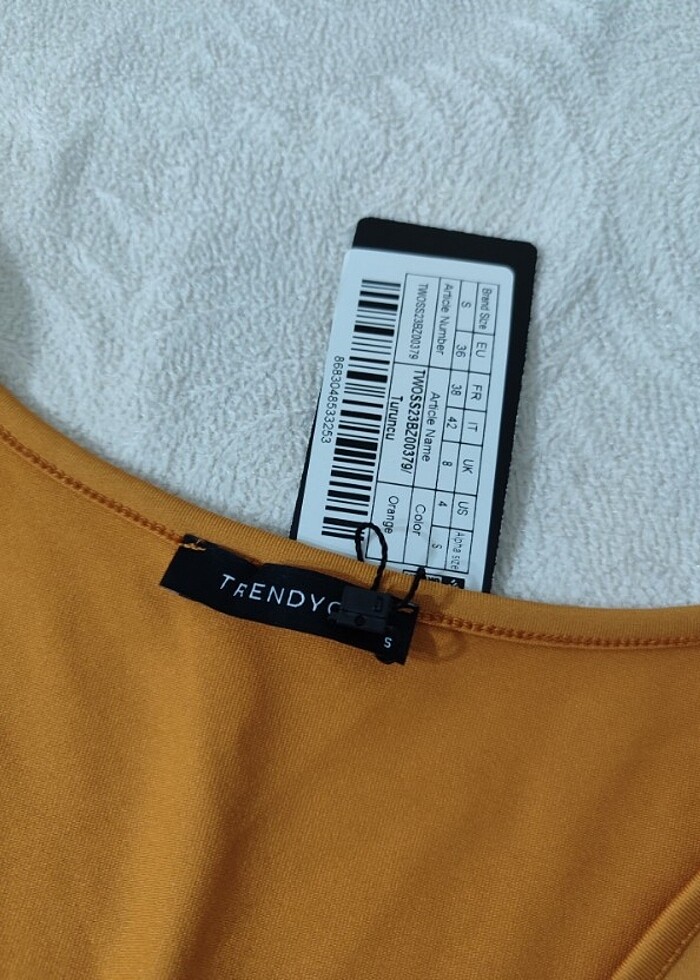 Brand Size EU FR IT UK US Alpha size
S 36 38 42 8 4 S
Article Number Article Name Color
TWOSS23BZ00379 TWOSS23BZ00379/ Turuncu Orange
8683048533253
TRENDYO
S